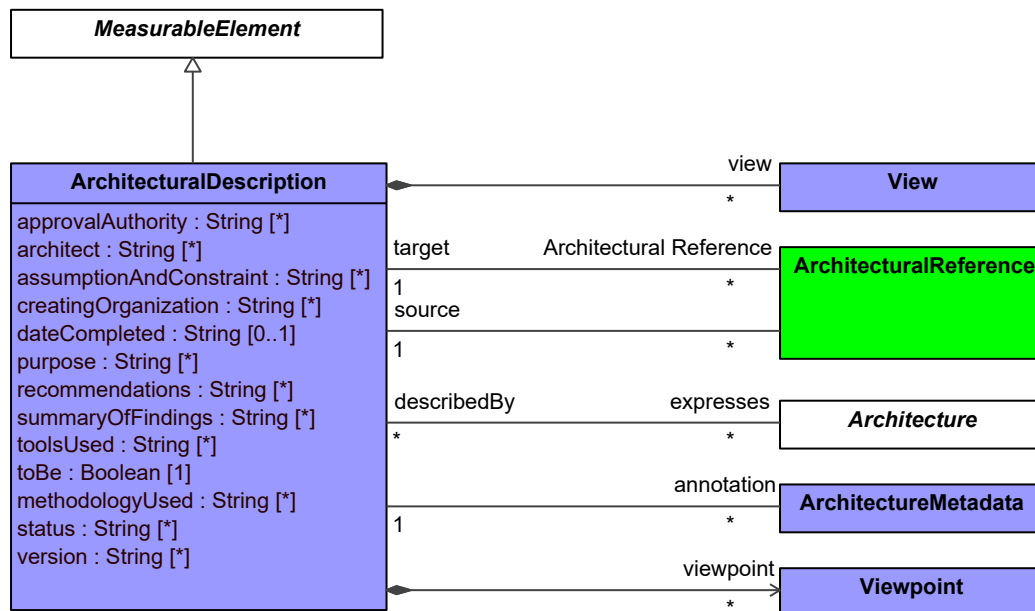 MeasurableElement
ArchitecturalDescription
approvalAuthority : String [*]
architect : String [*]
assumptionAndConstraint : String [*]
creatingOrganization : String [*]
dateCompleted : String [0..1]
purpose : String [*]
recommendations : String [*]
summaryOfFindings : String [*]
toolsUsed : String [*]
toBe : Boolean [1]
methodologyUsed : String [*]
status : String [*]
version : String [*]
view
*
View
target
Architectural Reference
1
*
source
1
*
ArchitecturalReference
describedBy
expresses
*
*
Architecture
annotation
1
*
ArchitectureMetadata
viewpoint
*
Viewpoint